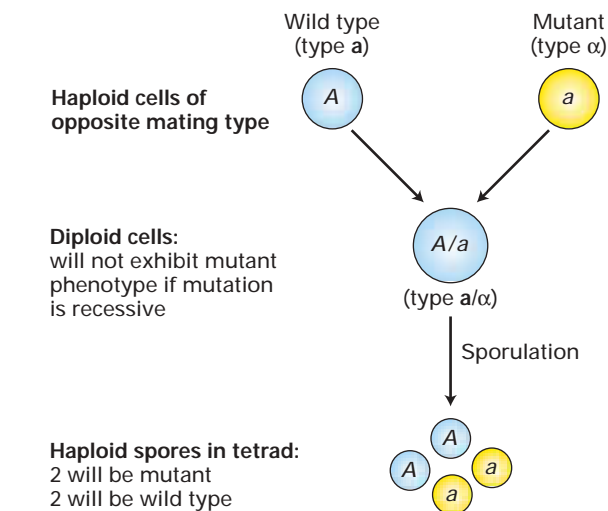 Wild type
(type a)
Mutant
(type α)
Haploid cells of
opposite mating type
A
a
Diploid cells:
will not exhibit mutant
phenotype if mutation
is recessive
A/a
(type a/α)
Sporulation
Haploid spores in tetrad:
2 will be mutant
2 will be wild type
A
A
a
a